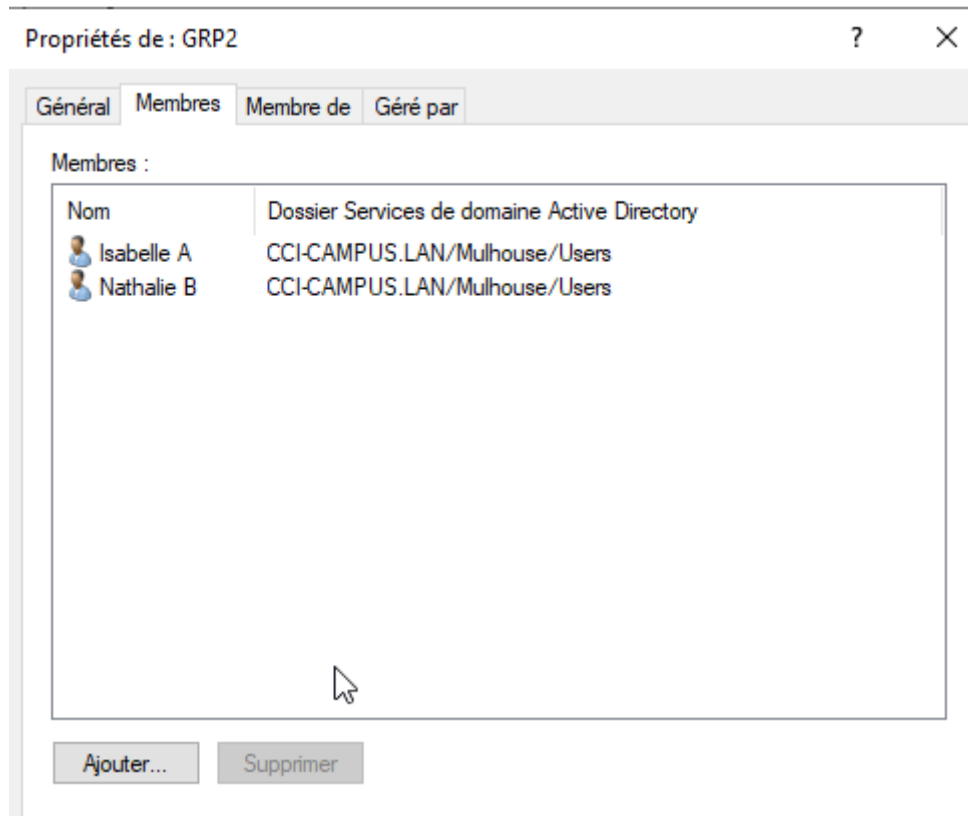 Propriétés de : GRP2 ? ×
Général Membres Membre de Géré par
Membres :
Nom Dossier Services de domaine Active Directory
Isabelle A CCI-CAMPUS.LAN/Mulhouse/Users
Nathalie B CCI-CAMPUS.LAN/Mulhouse/Users
Ajouter... Supprimer